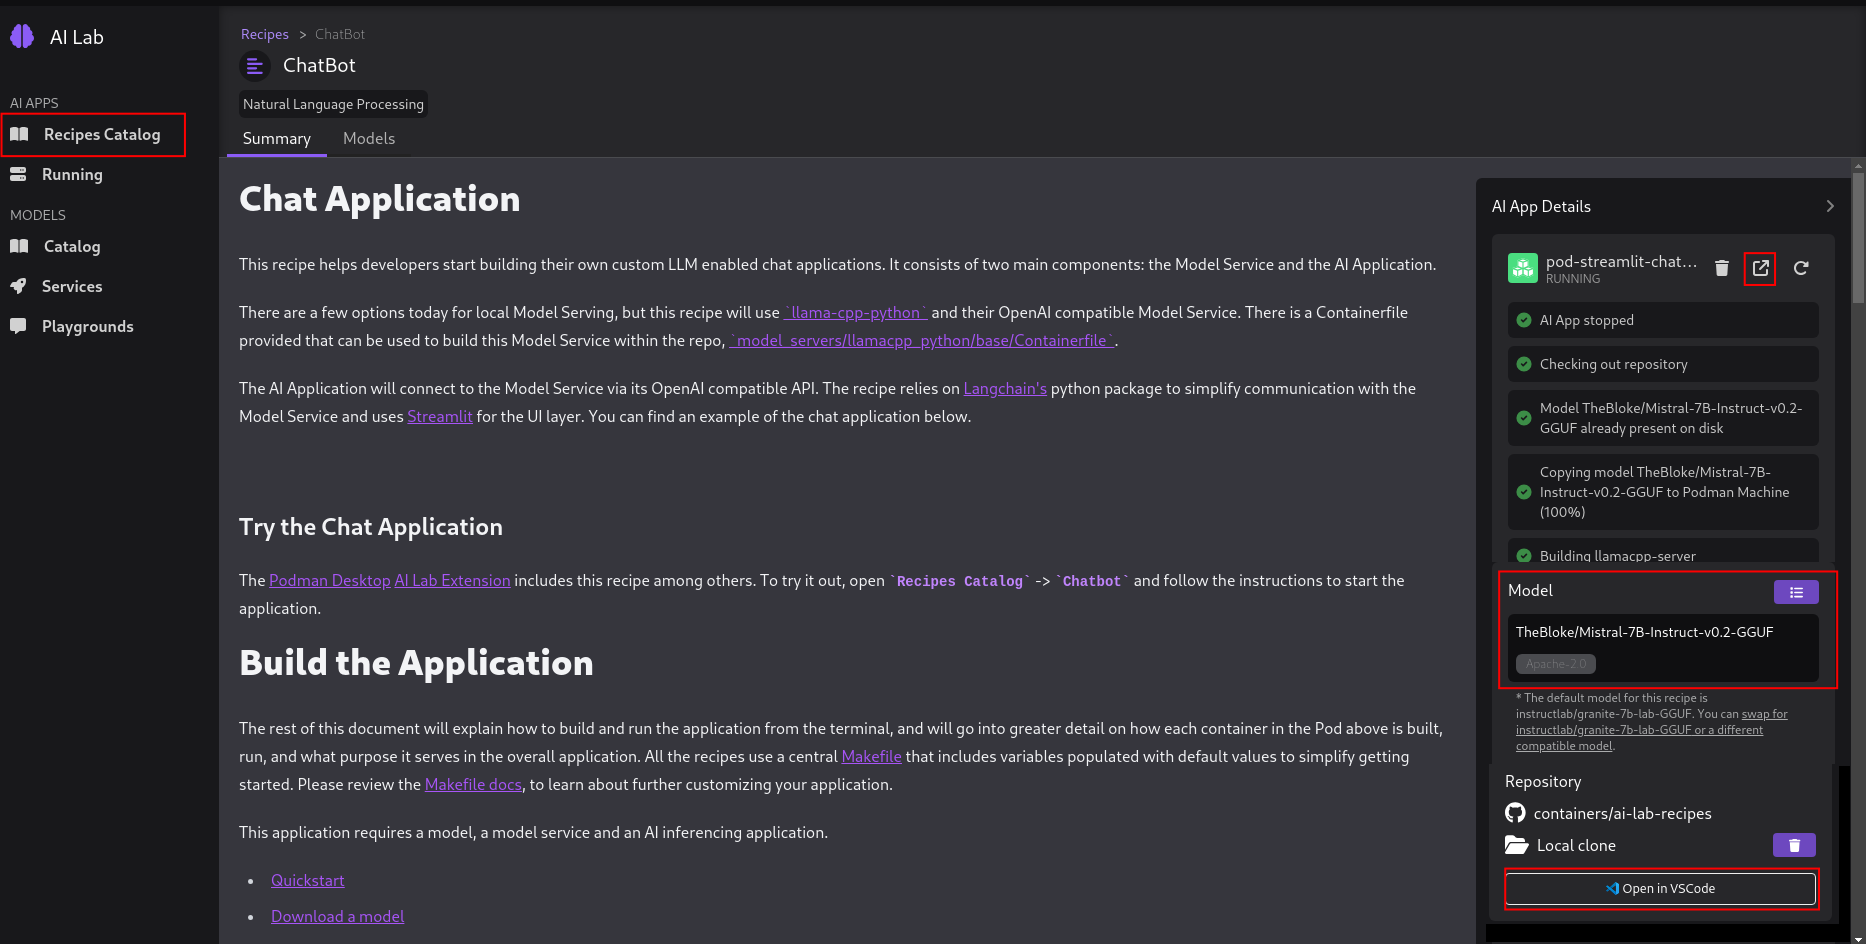 AI Lab
AI APPS
Recipes Catalog
Running
MODELS
Catalog
Services
Playgrounds
Recipes > ChatBot
ChatBot
Natural Language Processing
Summary Models
Chat Application
This recipe helps developers start building their own custom LLM enabled chat applications. It consists of two main components: the Model Service and the AI Application.
There are a few options today for local Model Serving, but this recipe will use `llama-cpp-python` and their OpenAI compatible Model Service. There is a Containerfile
provided that can be used to build this Model Service within the repo, `model_servers/llamacpp_python/base/Containerfile`.
The AI Application will connect to the Model Service via its OpenAI compatible API. The recipe relies on Langchain's python package to simplify communication with the
Model Service and uses Streamlit for the UI layer. You can find an example of the chat application below.
Try the Chat Application
The Podman Desktop AI Lab Extension includes this recipe among others. To try it out, open `Recipes Catalog` -> `Chatbot` and follow the instructions to start the
application.
Build the Application
The rest of this document will explain how to build and run the application from the terminal, and will go into greater detail on how each container in the Pod above is built,
run, and what purpose it serves in the overall application. All the recipes use a central Makefile that includes variables populated with default values to simplify getting
started. Please review the Makefile docs, to learn about further customizing your application.
This application requires a model, a model service and an AI inferencing application.
• Quickstart
• Download a model
AI App Details
pod-streamlit-chat...
RUNNING
AI App stopped
Checking out repository
Model TheBloke/Mistral-7B-Instruct-v0.2-
GGUF already present on disk
Copying model TheBloke/Mistral-7B-
Instruct-v0.2-GGUF to Podman Machine
(100%)
Building llamacpp-server
Model
TheBloke/Mistral-7B-Instruct-v0.2-GGUF
Apache-2.0
* The default model for this recipe is
instructlab/granite-7b-lab-GGUF. You can swap for
instructlab/granite-7b-lab-GGUF or a different
compatible model.
Repository
containers/ai-lab-recipes
Local clone
Open in VSCode